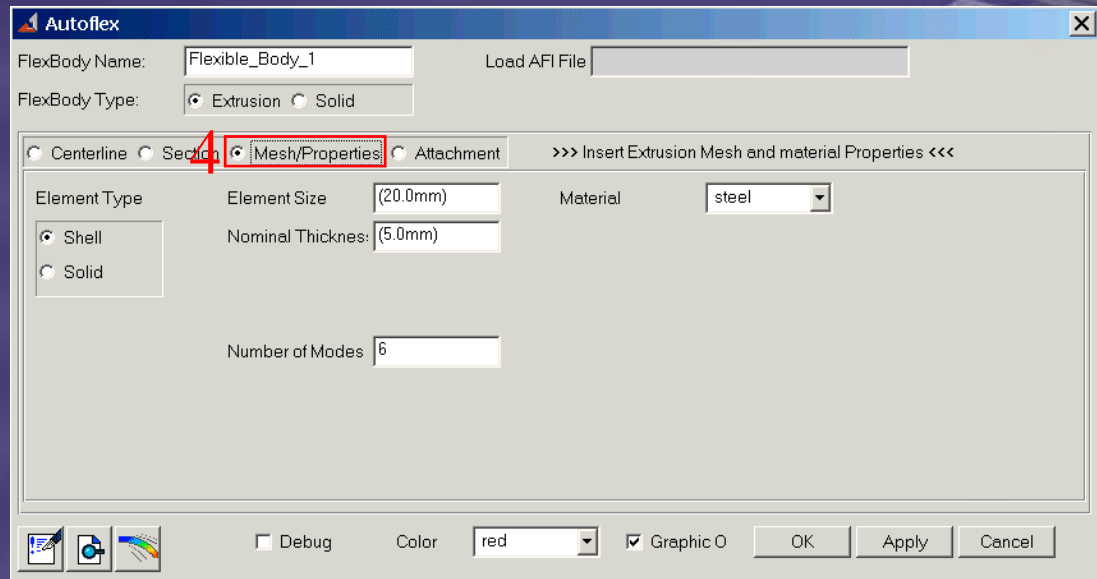 Autoflex
FlexBody Name: Flexible_Body_1 Load AFI File
FlexBody Type: Extrusion Solid
4
Centerline Section Mesh/Properties Attachment >>> Insert Extrusion Mesh and material Properties <<<
Element Type Element Size (20.0mm) Material steel
Shell Nominal Thicknes: (5.0mm)
Solid
Number of Modes 6
Debug Color red Graphic O OK Apply Cancel